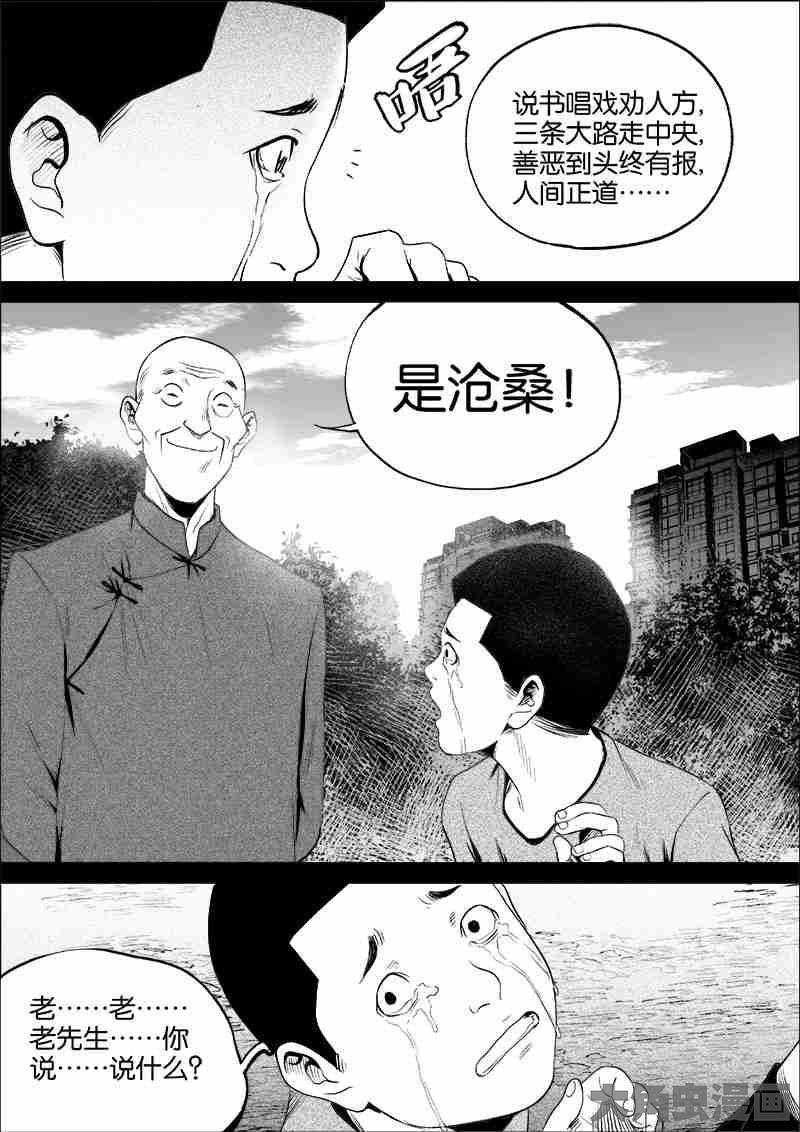 唔
说书唱戏劝人方,
三条大路走中央,
善恶到头终有报,
人间正道……
是沧桑!
老……老……
老先生……你
说……说什么?
大角虫漫画